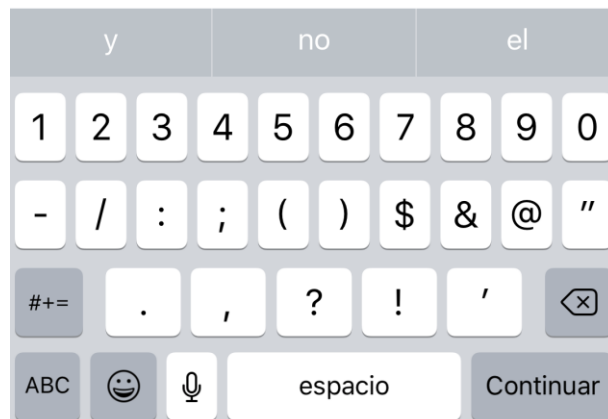 y no el
1 2 3 4 5 6 7 8 9 0
- / : ; ( ) $ & @ "
#+= . , ? ! '
ABC espacio Continuar